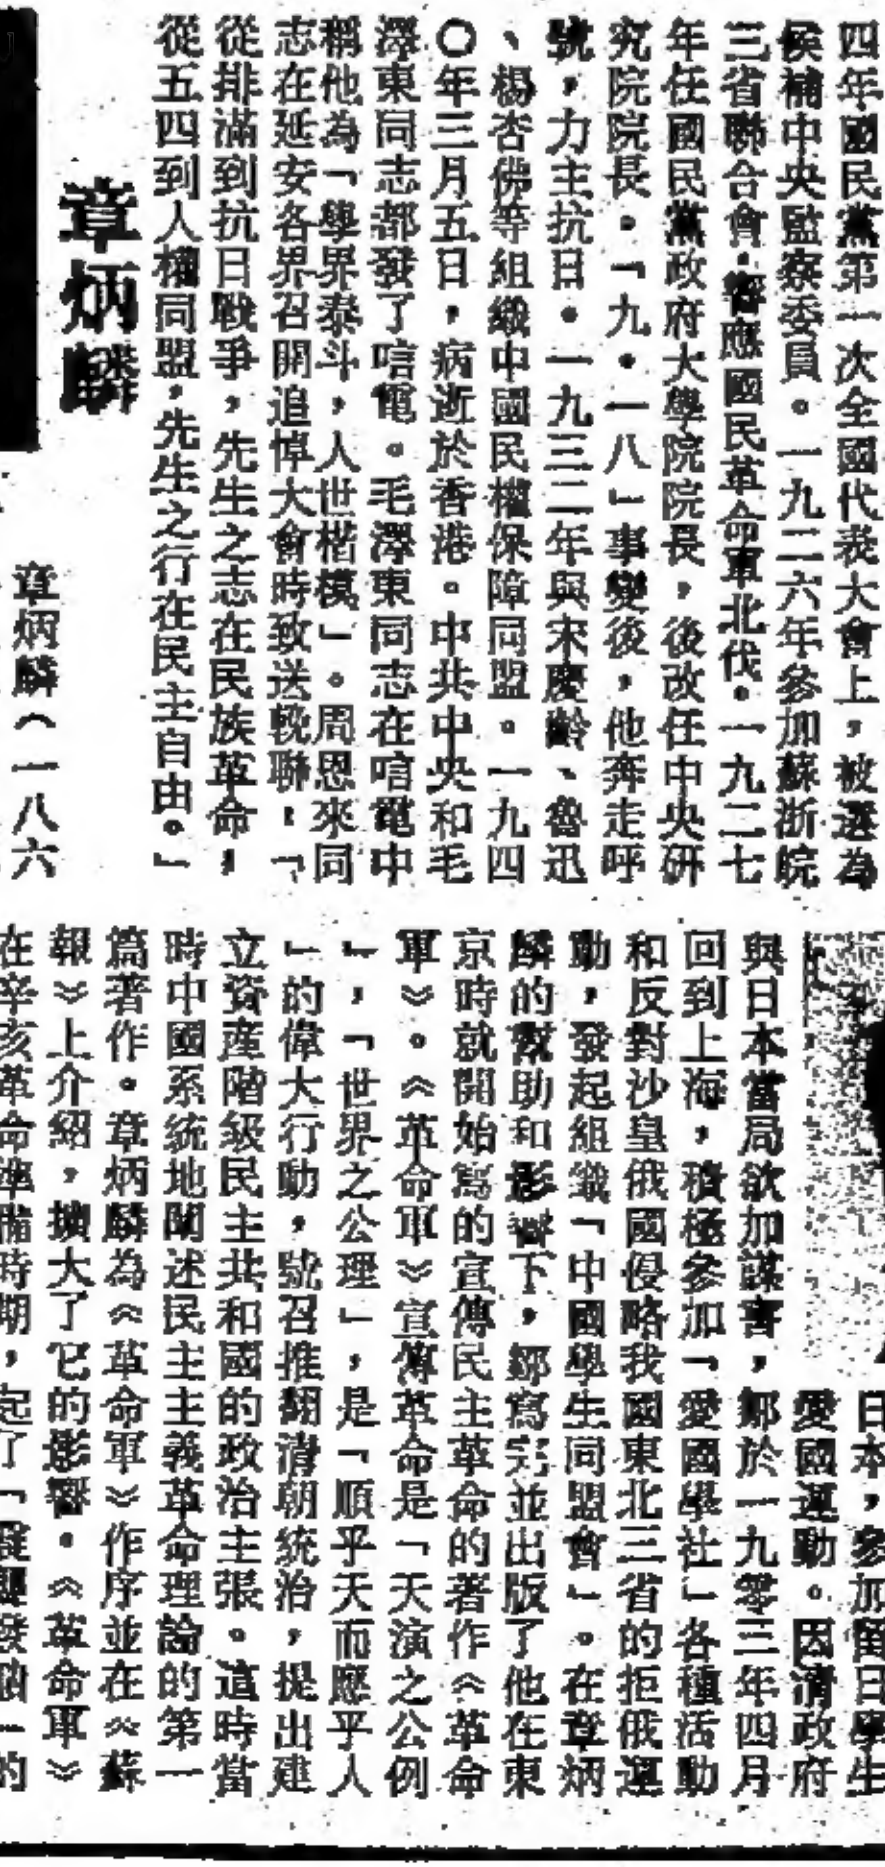 四年國民黨第一次全國代表大會上，被選為
候補中央監察委員。一九二六年參加蘇浙皖
三省聯合會，響應國民革命軍北伐。一九二七
年任國民黨政府大學院院長，後改任中央研
究院院長。「九·一八」事變後，他奔走呼
號，力主抗日。一九三二年與宋慶齡、魯迅
、楊杏佛等組織中國民權保障同盟。一九四
〇年三月五日，病逝於香港。中共中央和毛
澤東同志都發了唁電。毛澤東同志在唁電中
稱他為「學界泰斗，人世楷模」。周恩來同
志在延安各界召開追悼大會時致送輓聯：「
從排滿到抗日戰爭，先生之志在民族革命，
從五四到人權同盟，先生之行在民主自由。」
章炳麟
章炳麟（一八六
日本，參加留日學生
愛國運動。因清政府
與日本當局欲加謀害，鄒於一九零三年四月
回到上海，積極參加「愛國學社」各種活動
和反對沙皇俄國侵略我國東北三省的拒俄運
動，發起組織「中國學生同盟會」。在章炳
麟的幫助和影響下，鄒寫完並出版了他在東
京時就開始寫的宣傳民主革命的著作《革命
軍》。《革命軍》宣傳革命是「天演之公例
」，「世界之公理」，是「順乎天而應乎人
」的偉大行動，號召推翻清朝統治，提出建
立資產階級民主共和國的政治主張。這時當
時中國系統地闡述民主主義革命理論的第一
篇著作。章炳麟為《革命軍》作序並在《蘇
報》上介紹，擴大了它的影響。《革命軍》
在辛亥革命準備時期，起了「